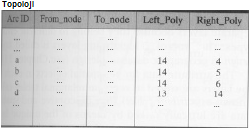 Topoloji
Arc ID From_node To_node Left_Poly Right_Poly
... ... ... ... ...
... ... ... ... ...
a ... ... 14 4
b ... ... 14 5
c ... ... 14 6
d ... ... 13 14
... ... ... ... ...